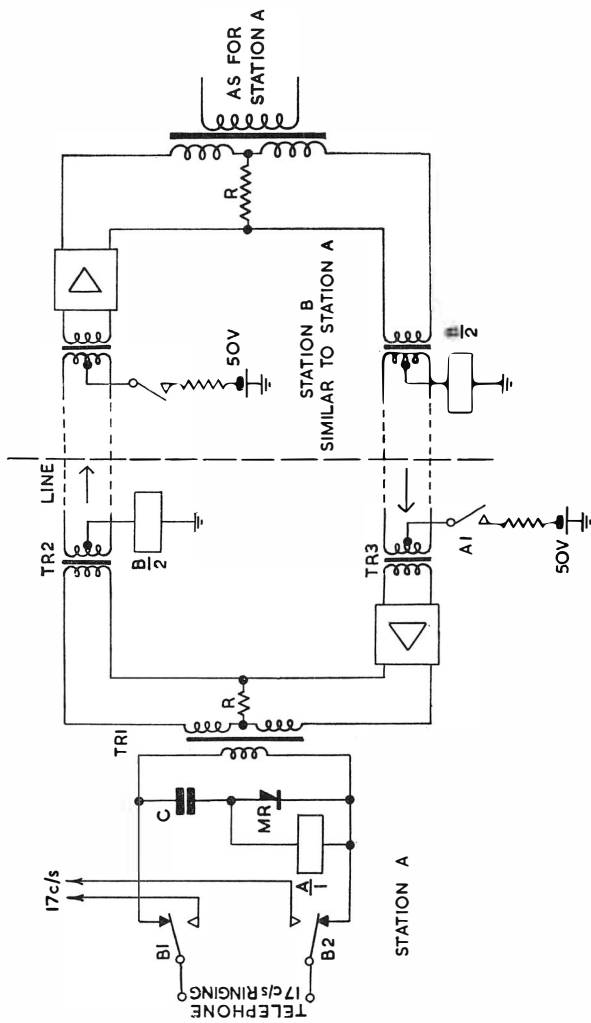 17c/s
B1
B2
TELEPHONE
17c/s RINGING
A
1
C
MR
TR1
R
TR2
LINE
B
2
TR3
A1
50V
STATION A
50V
STATION B
SIMILAR TO STATION A
2
R
AS FOR
STATION A